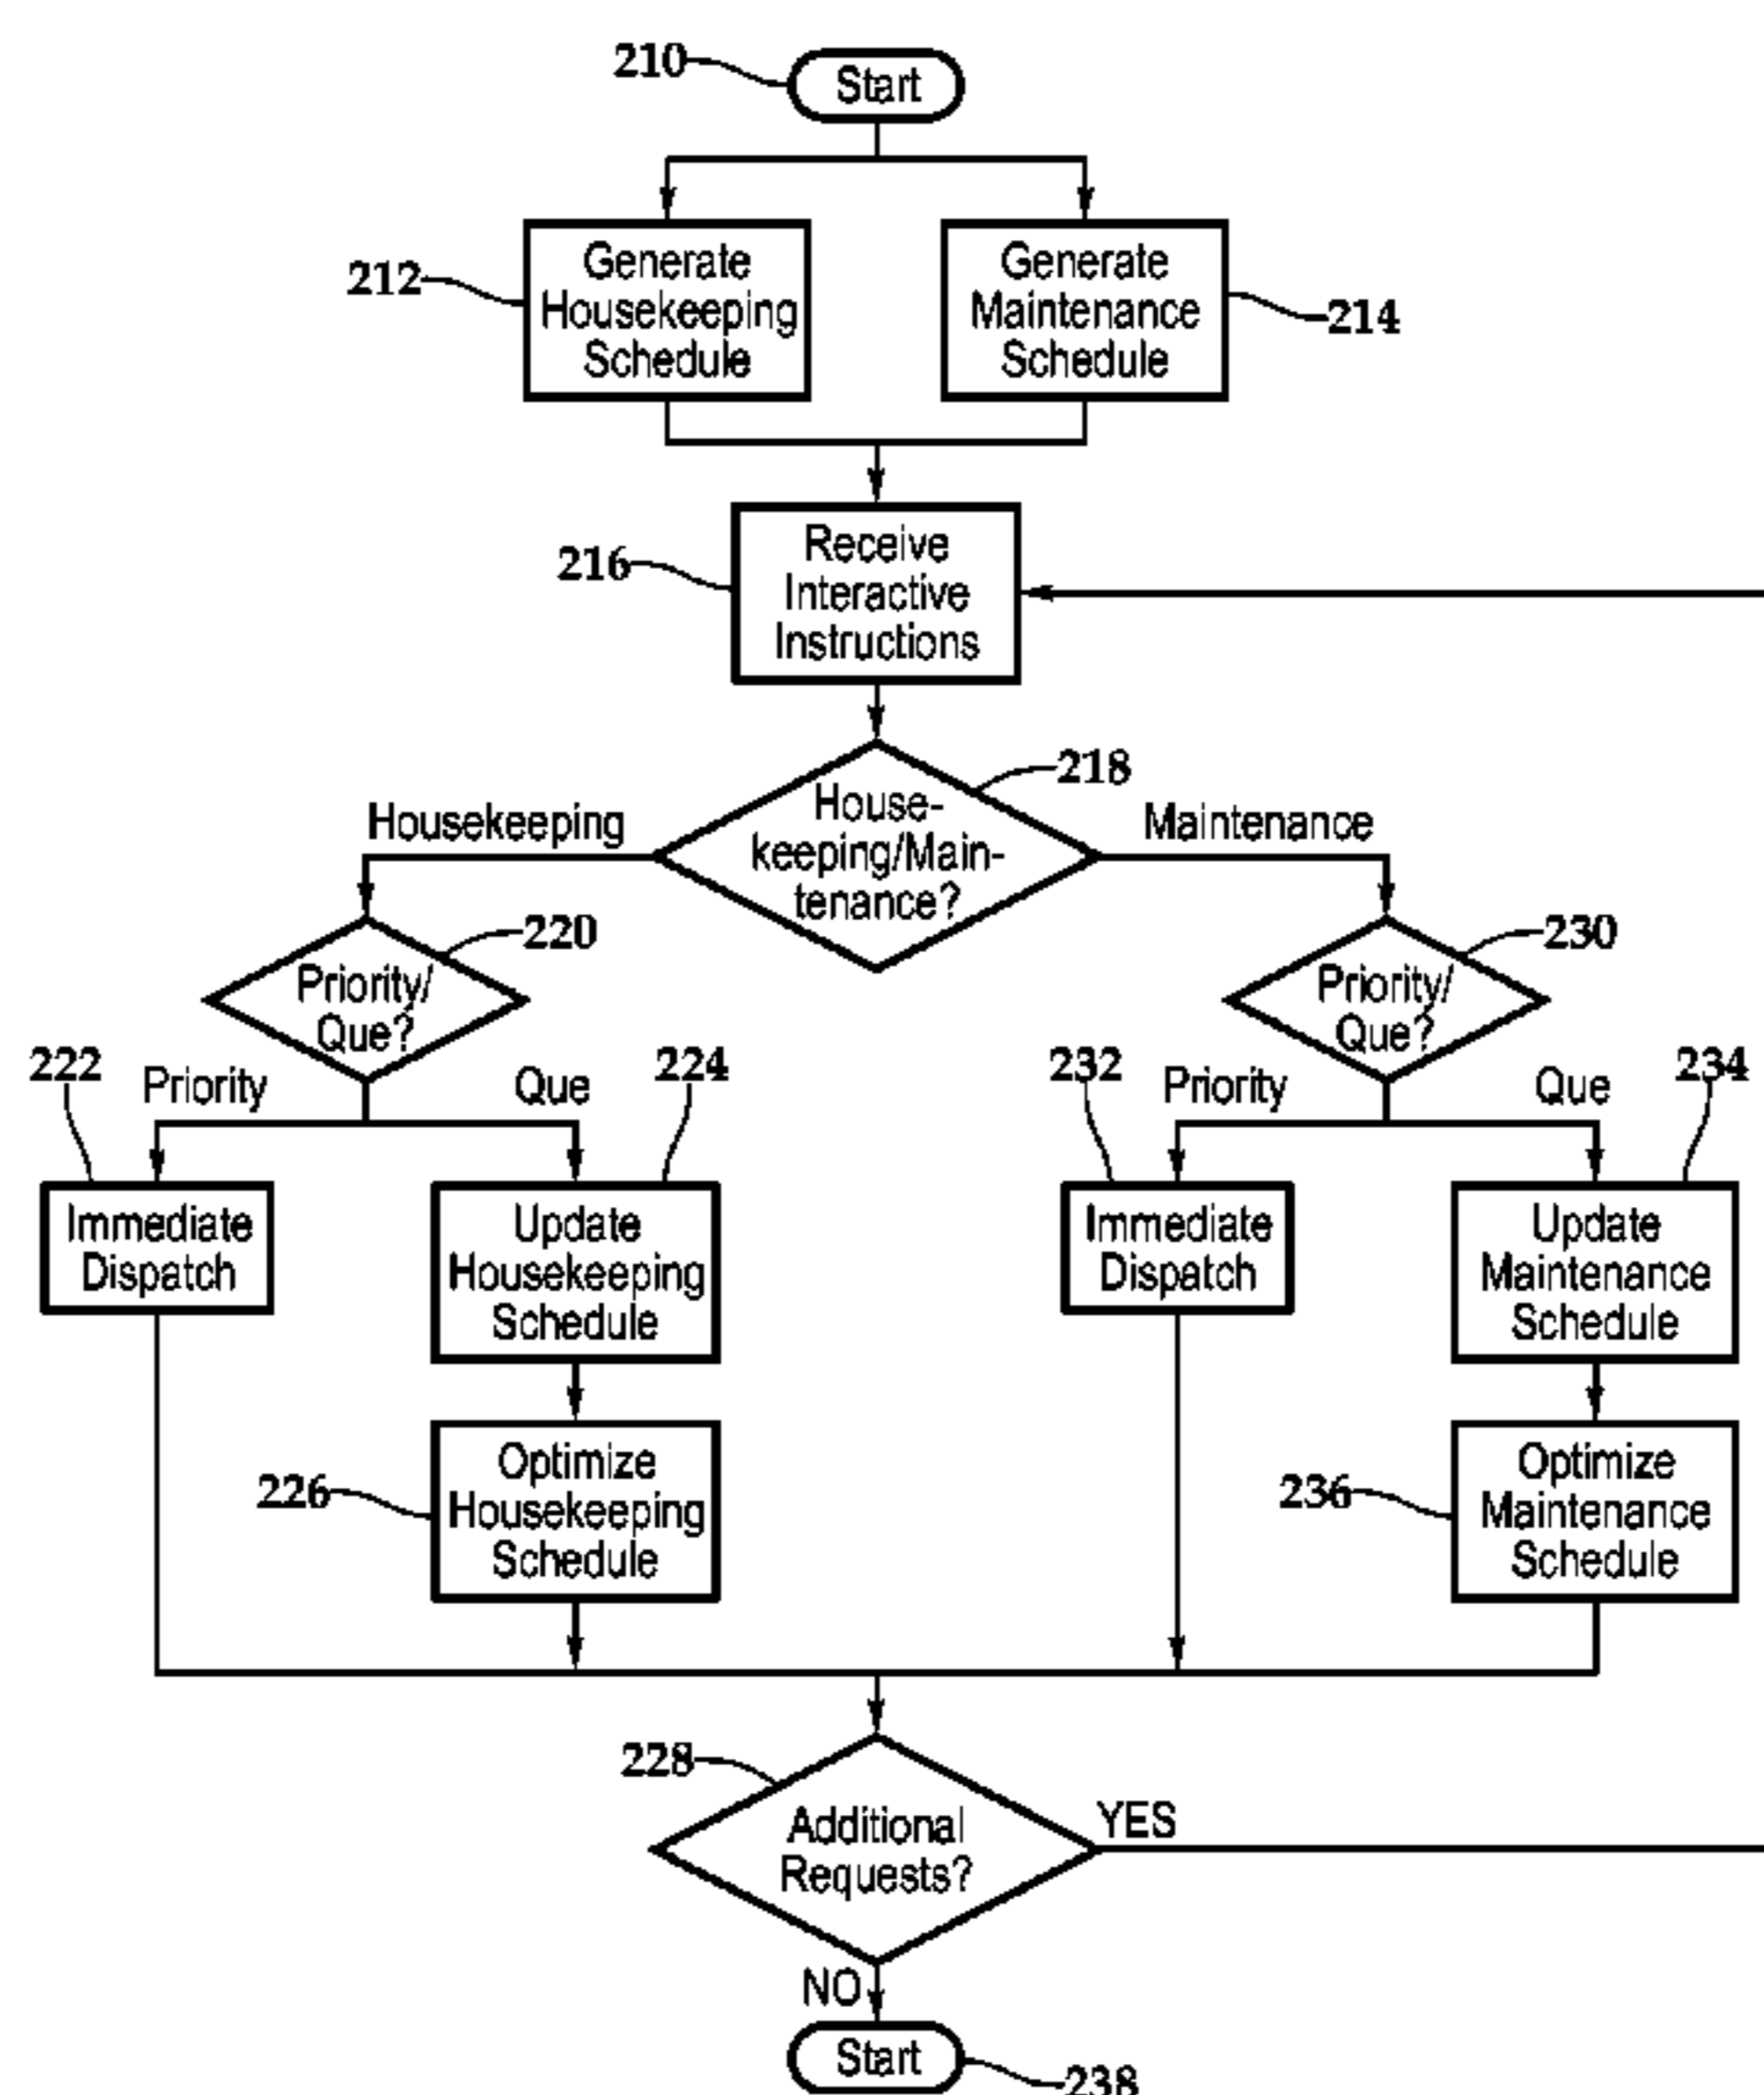 210
Start
212
Generate
Housekeeping
Schedule
Generate
Maintenance
Schedule
214
216
Receive
Interactive
Instructions
218
Housekeeping
House-
keeping/Main-
tenance?
Maintenance
220
Priority/
Que?
230
Priority/
Que?
222
Priority
Que
224
232
Priority
Que
234
Immediate
Dispatch
Update
Housekeeping
Schedule
Immediate
Dispatch
Update
Maintenance
Schedule
226
Optimize
Housekeeping
Schedule
236
Optimize
Maintenance
Schedule
228
Additional
Requests?
YES
NO
Start
238